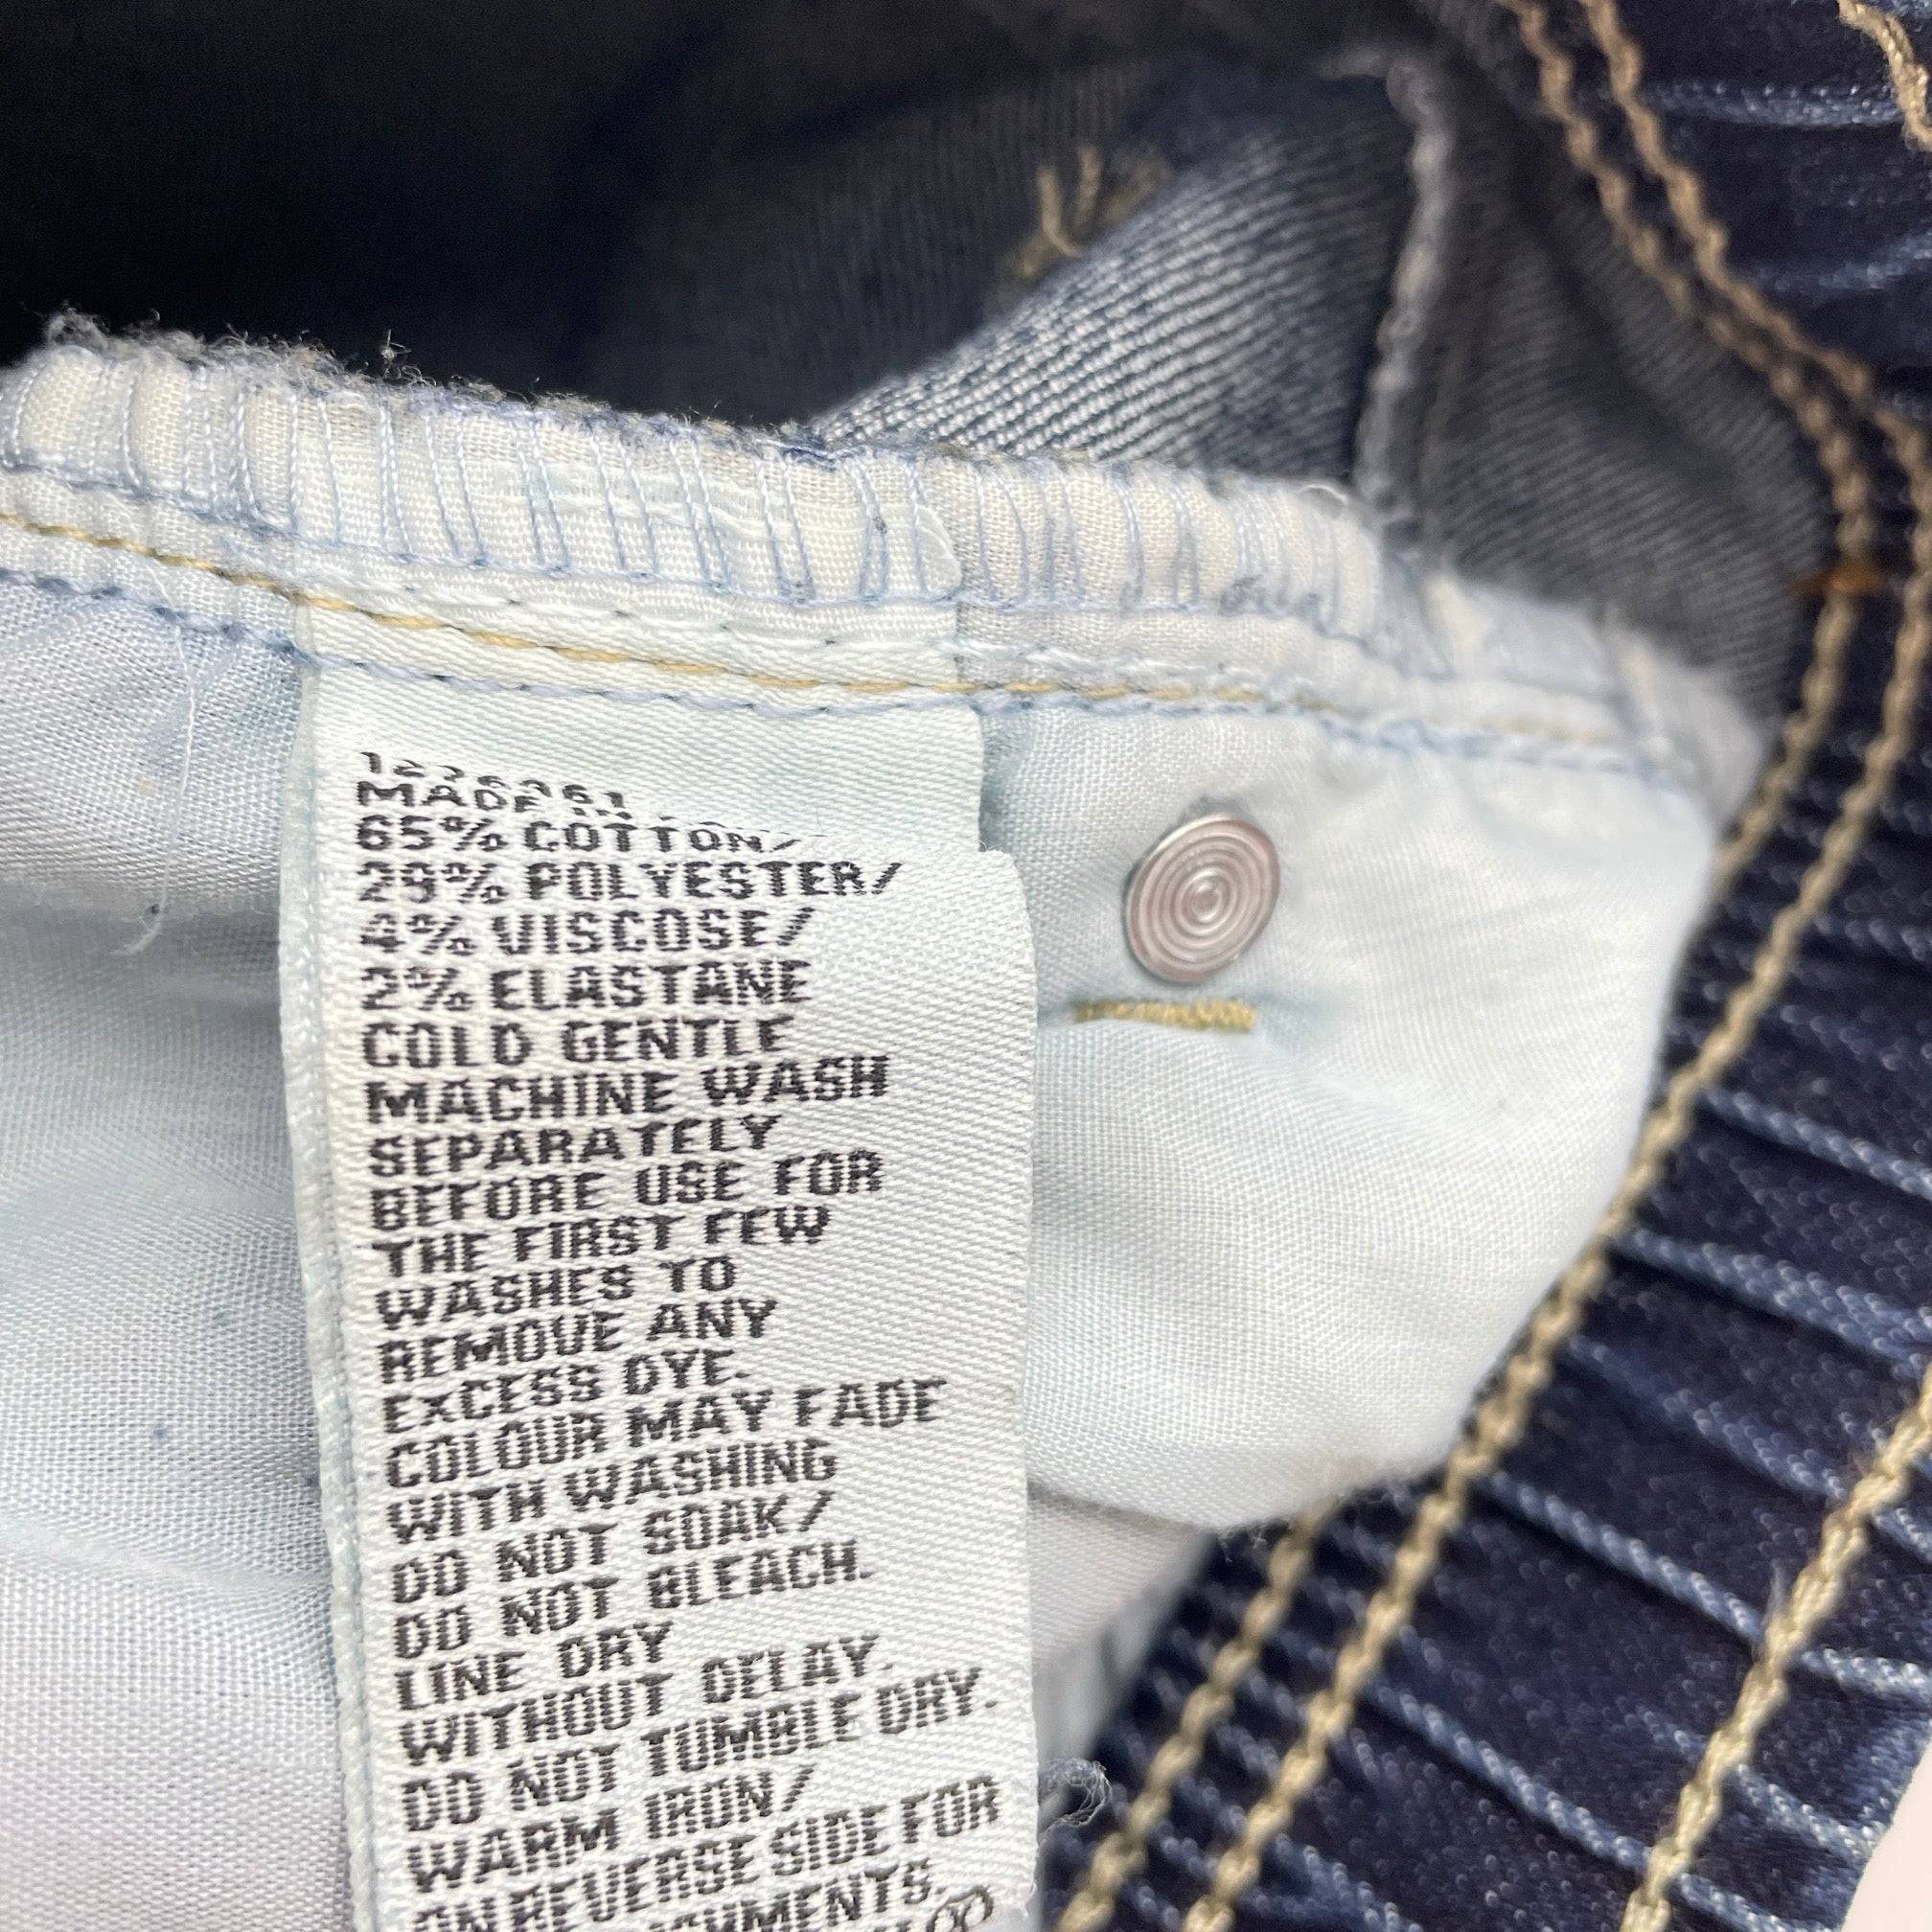 MADE IN
65% COTTON/
29% POLYESTER/
4% VISCOSE/
2% ELASTANE
COLD GENTLE
MACHINE WASH
SEPARATELY
BEFORE USE FOR
THE FIRST FEW
WASHES TO
REMOVE ANY
EXCESS DYE.
COLOUR MAY FADE
WITH WASHING
DO NOT SOAK/
DO NOT BLEACH.
LINE DRY
WITHOUT DELAY.
DO NOT TUMBLE DRY.
WARM IRON/
ON REVERSE SIDE FOR